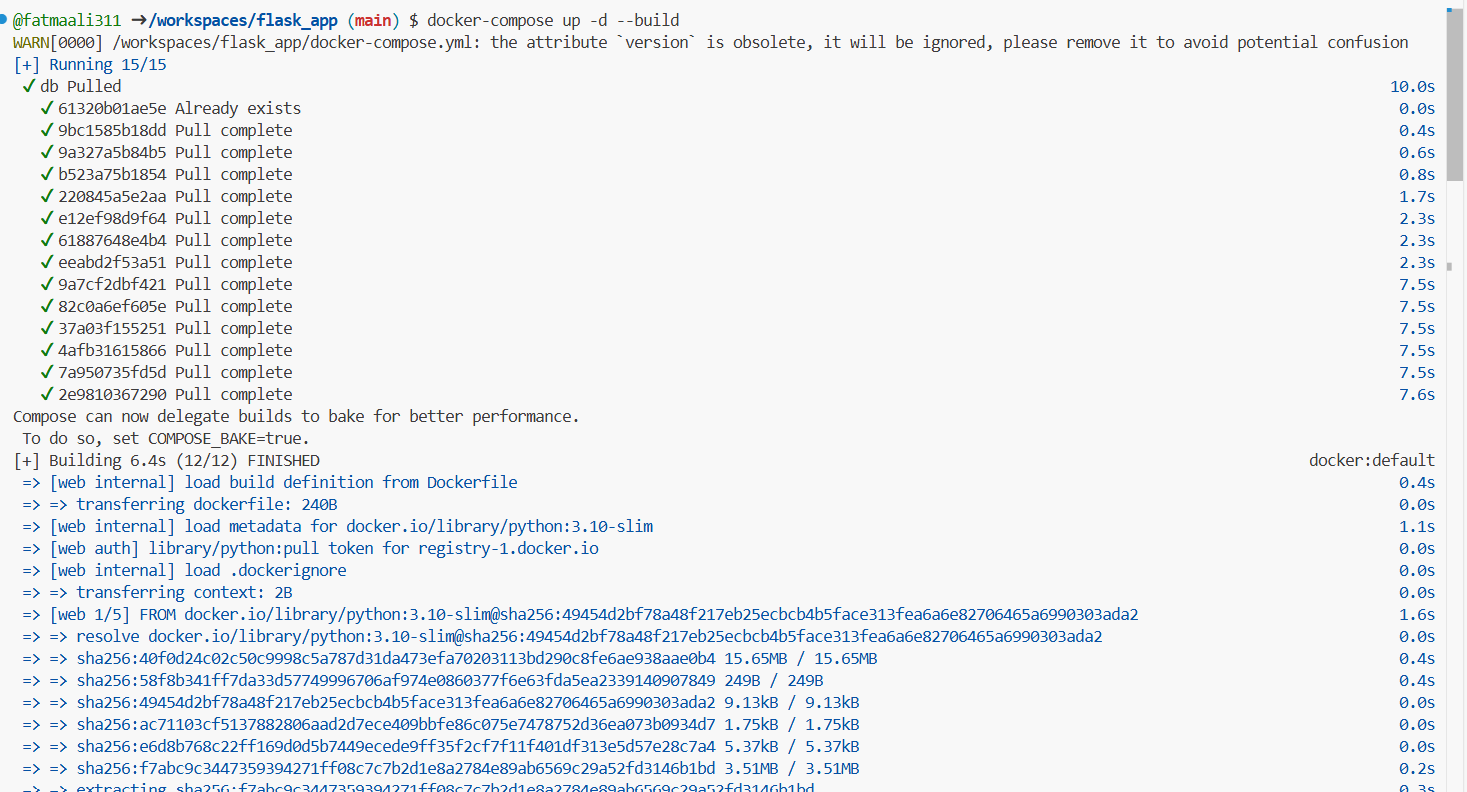 @fatmaali311 ➜/workspaces/flask_app (main) $ docker-compose up -d --build
WARN[0000] /workspaces/flask_app/docker-compose.yml: the attribute `version` is obsolete, it will be ignored, please remove it to avoid potential confusion
[+] Running 15/15
✔ db Pulled 10.0s
✔ 61320b01ae5e Already exists 0.0s
✔ 9bc1585b18dd Pull complete 0.4s
✔ 9a327a5b84b5 Pull complete 0.6s
✔ b523a75b1854 Pull complete 0.8s
✔ 220845a5e2aa Pull complete 1.7s
✔ e12ef98d9f64 Pull complete 2.3s
✔ 61887648e4b4 Pull complete 2.3s
✔ eeabd2f53a51 Pull complete 2.3s
✔ 9a7cf2dbf421 Pull complete 7.5s
✔ 82c0a6ef605e Pull complete 7.5s
✔ 37a03f155251 Pull complete 7.5s
✔ 4afb31615866 Pull complete 7.5s
✔ 7a950735fd5d Pull complete 7.5s
✔ 2e9810367290 Pull complete 7.6s
Compose can now delegate builds to bake for better performance.
To do so, set COMPOSE_BAKE=true.
[+] Building 6.4s (12/12) FINISHED docker:default
=> [web internal] load build definition from Dockerfile 0.4s
=> => transferring dockerfile: 240B 0.0s
=> [web internal] load metadata for docker.io/library/python:3.10-slim 1.1s
=> [web auth] library/python:pull token for registry-1.docker.io 0.0s
=> [web internal] load .dockerignore 0.0s
=> => transferring context: 2B 0.0s
=> [web 1/5] FROM docker.io/library/python:3.10-slim@sha256:49454d2bf78a48f217eb25ecbcb4b5face313fea6a6e82706465a6990303ada2 1.6s
=> => resolve docker.io/library/python:3.10-slim@sha256:49454d2bf78a48f217eb25ecbcb4b5face313fea6a6e82706465a6990303ada2 0.0s
=> => sha256:40f0d24c02c50c9998c5a787d31da473efa70203113bd290c8fe6ae938aae0b4 15.65MB / 15.65MB 0.4s
=> => sha256:58f8b341ff7da33d57749996706af974e0860377f6e63fda5ea2339140907849 249B / 249B 0.4s
=> => sha256:49454d2bf78a48f217eb25ecbcb4b5face313fea6a6e82706465a6990303ada2 9.13kB / 9.13kB 0.0s
=> => sha256:ac71103cf5137882806aad2d7ece409bbfe86c075e7478752d36ea073b0934d7 1.75kB / 1.75kB 0.0s
=> => sha256:e6d8b768c22ff169d0d5b7449ecede9ff35f2cf7f11f401df313e5d57e28c7a4 5.37kB / 5.37kB 0.0s
=> => sha256:f7abc9c3447359394271ff08c7c7b2d1e8a2784e89ab6569c29a52fd3146b1bd 3.51MB / 3.51MB 0.2s
=> => extracting sha256:f7abc9c3447359394271ff08c7c7b2d1e8a2784e89ab6569c29a52fd3146b1bd 0.3s